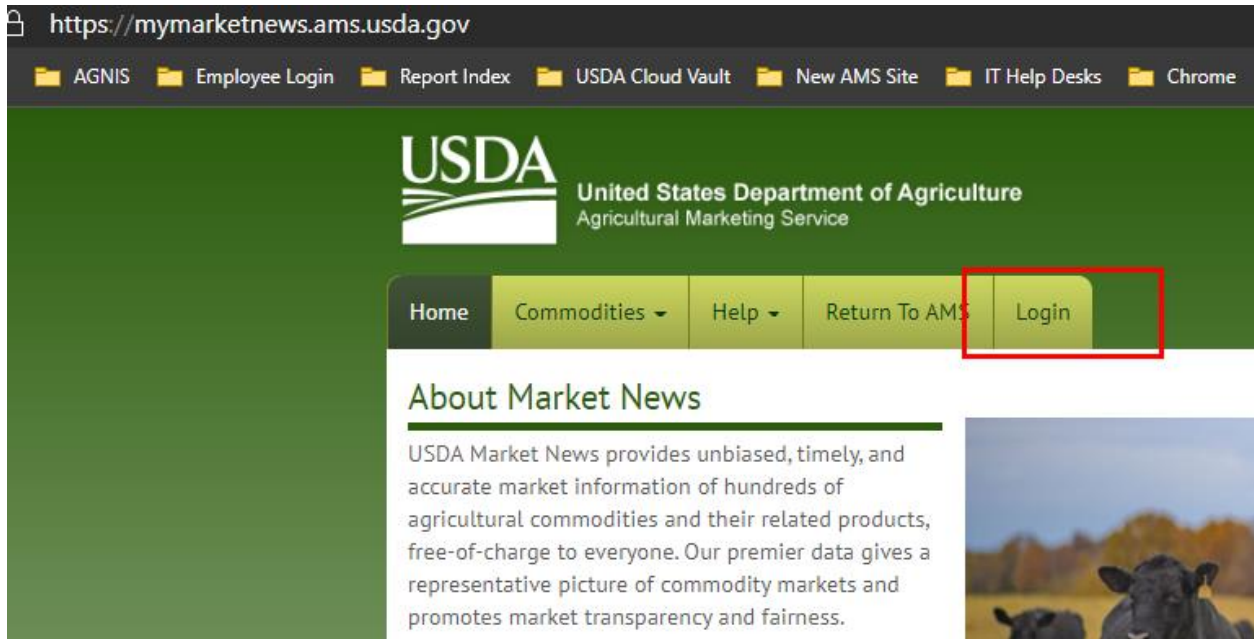 https://mymarketnews.ams.usda.gov
AGNIS Employee Login Report Index USDA Cloud Vault New AMS Site IT Help Desks Chrome
USDA
United States Department of Agriculture
Agricultural Marketing Service
Home Commodities Help Return To AMS Login
About Market News
USDA Market News provides unbiased, timely, and
accurate market information of hundreds of
agricultural commodities and their related products,
free-of-charge to everyone. Our premier data gives a
representative picture of commodity markets and
promotes market transparency and fairness.